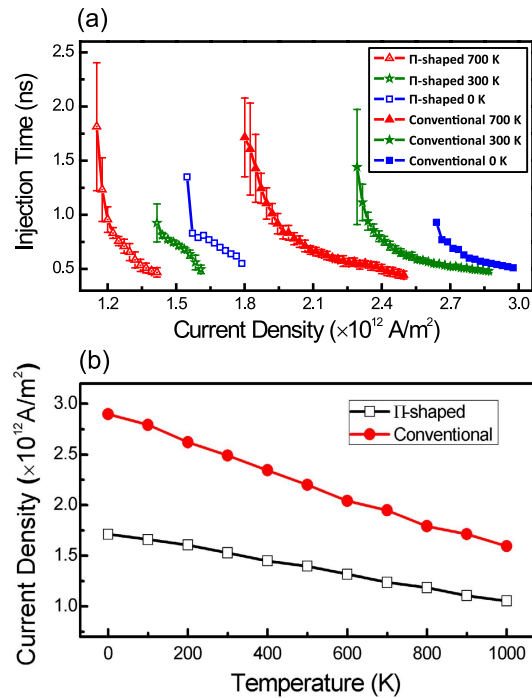 (a)
2.5
2.0
1.5
1.0
0.5
Injection Time (ns)
Π-shaped 700 K
Π-shaped 300 K
Π-shaped 0 K
Conventional 700 K
Conventional 300 K
Conventional 0 K
1.2 1.5 1.8 2.1 2.4 2.7 3.0
Current Density (×10¹² A/m²)
(b)
3.0
2.5
2.0
1.5
1.0
Current Density (×10¹² A/m²)
Π-shaped
Conventional
0 200 400 600 800 1000
Temperature (K)